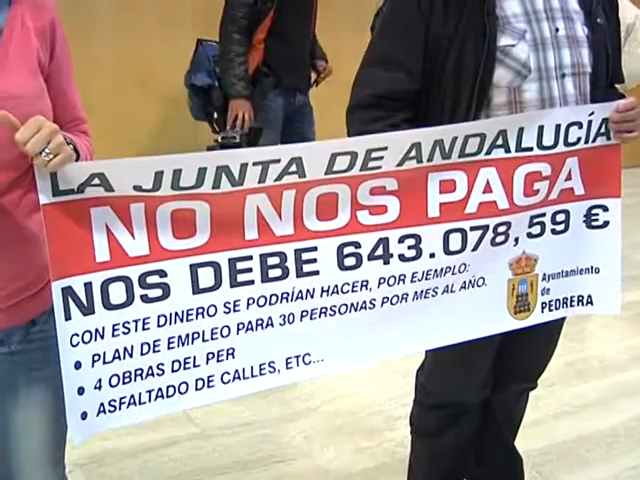 LA JUNTA DE ANDALUCÍA
NO NOS PAGA
NOS DEBE 643.078,59 €
CON ESTE DINERO SE PODRÍAN HACER, POR EJEMPLO:
• PLAN DE EMPLEO PARA 30 PERSONAS POR MES AL AÑO.
• 4 OBRAS DEL PER
• ASFALTADO DE CALLES, ETC...
Ayuntamiento
de
PEDRERA